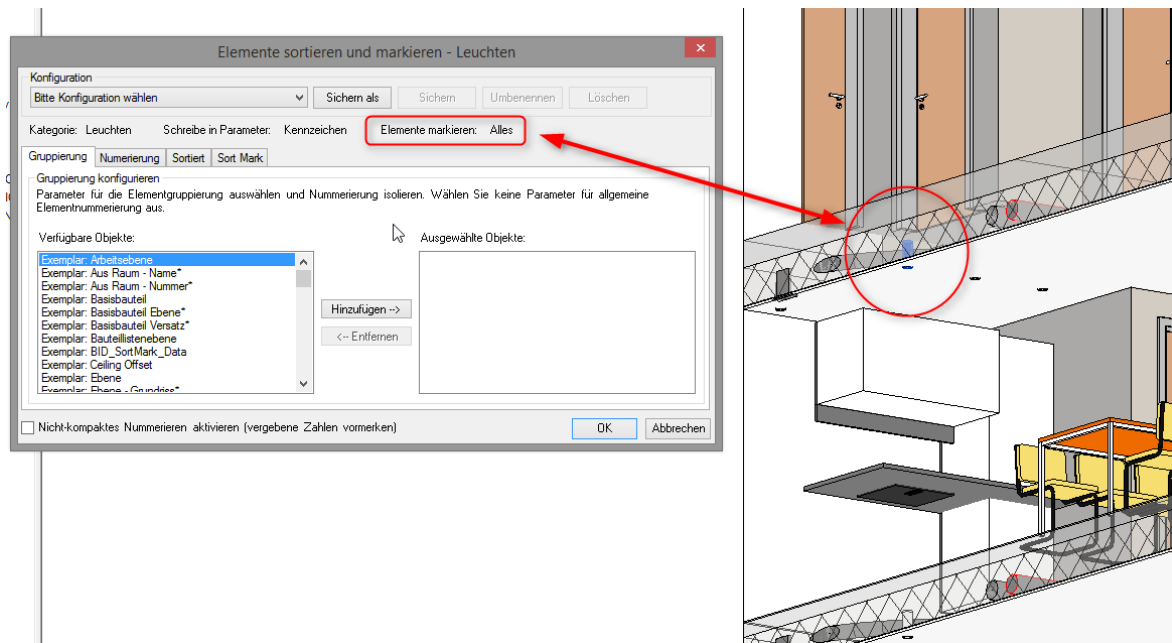 Elemente sortieren und markieren - Leuchten
Konfiguration
Bitte Konfiguration wählen
Sichern als
Sichern
Umbenennen
Löschen
Kategorie: Leuchten Schreibe in Parameter: Kennzeichen Elemente markieren: Alles
Gruppierung Numerierung Sortiert Sort Mark
Gruppierung konfigurieren
Parameter für die Elementgruppierung auswählen und Nummerierung isolieren. Wählen Sie keine Parameter für allgemeine
Elementnummerierung aus.
Verfügbare Objekte:
Exemplar: Arbeitsebene
Exemplar: Aus Raum - Name*
Exemplar: Aus Raum - Nummer*
Exemplar: Basisbauteil
Exemplar: Basisbauteil Ebene*
Exemplar: Basisbauteil Versatz*
Exemplar: Bauteillistenebene
Exemplar: BID_SortMark_Data
Exemplar: Ceiling Offset
Exemplar: Ebene
Exemplar: Ebene - Grundriss*
Hinzufügen -->
<-- Entfernen
Ausgewählte Objekte:
Nicht-kompaktes Nummerieren aktivieren (vergebene Zahlen vormerken)
OK
Abbrechen